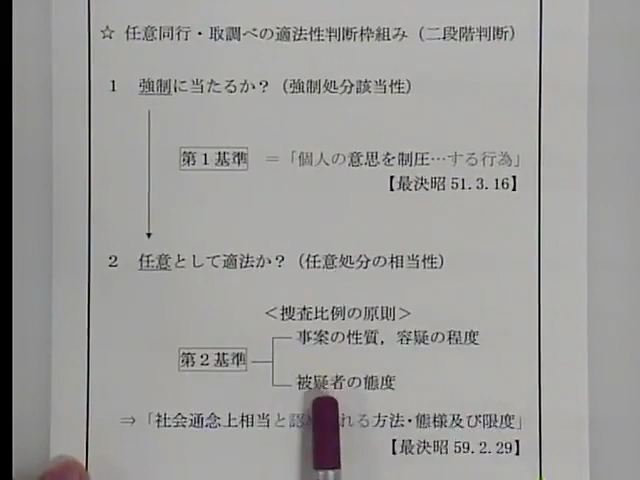 ☆ 任意同行・取調べの適法性判断枠組み（二段階判断）
1 強制に当たるか？（強制処分該当性）
第１基準 ＝「個人の意思を制圧…する行為」
【最決昭 51.3.16】
2 任意として適法か？（任意処分の相当性）
＜捜査比例の原則＞
事案の性質，容疑の程度
第２基準
被疑者の態度
⇒「社会通念上相当と認れる方法・態様及び限度」
【最決昭 59.2.29】